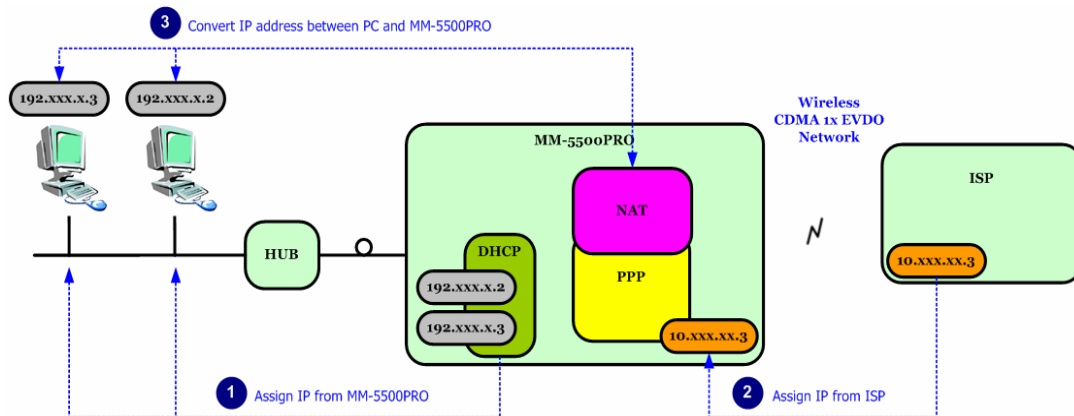 3 Convert IP address between PC and MM-5500PRO
192.xxx.x.3
192.xxx.x.2
Wireless
CDMA 1x EVDO
Network
MM-5500PRO
ISP
NAT
HUB
DHCP
PPP
192.xxx.x.2
192.xxx.x.3
10.xxx.xx.3
10.xxx.xx.3
1 Assign IP from MM-5500PRO
2 Assign IP from ISP